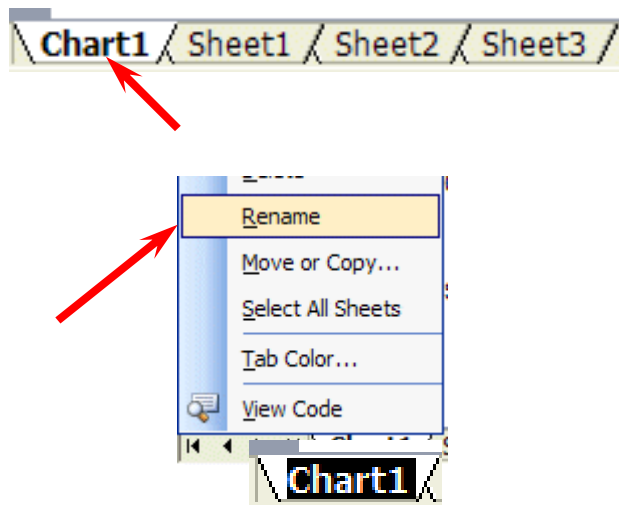 Chart1 Sheet1 Sheet2 Sheet3
Rename
Move or Copy...
Select All Sheets
Tab Color...
View Code
Chart1